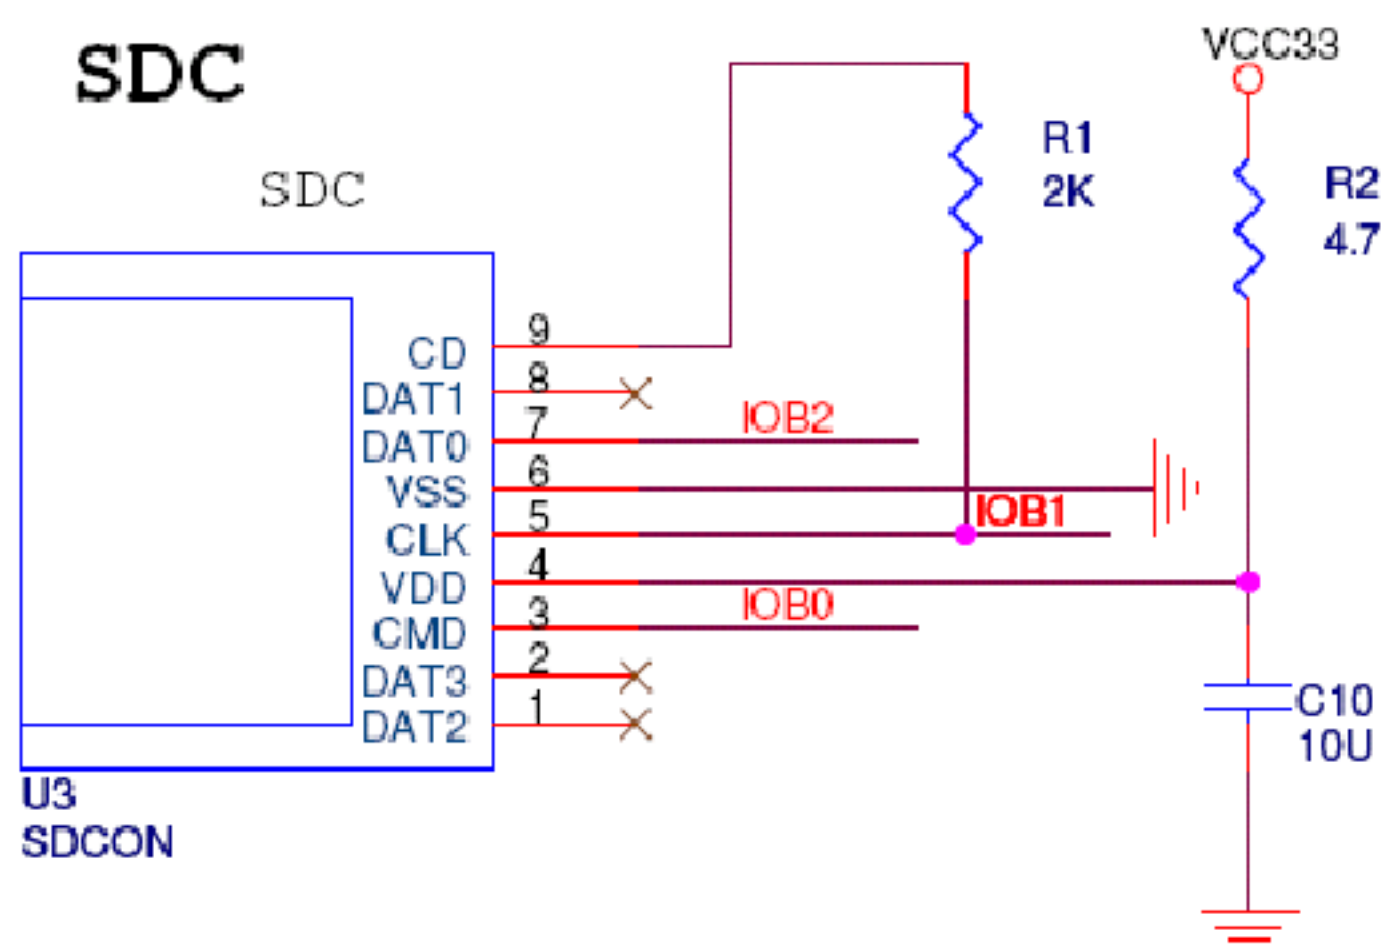 SDC
VCC33
R1
2K
R2
4.7
SDC
CD 9
DAT1 8
DAT0 7 IOB2
VSS 6
CLK 5 IOB1
VDD 4
CMD 3 IOB0
DAT3 2
DAT2 1
C10
10U
U3
SDCON